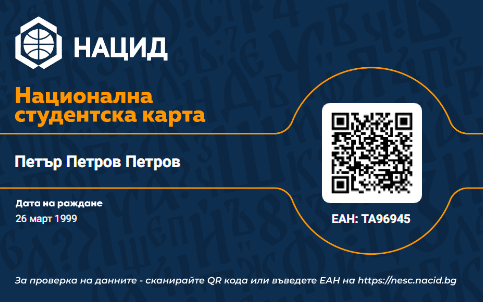 НАЦИД
Национална
студентска карта
Петър Петров Петров
Дата на раждане
26 март 1999
ЕАН: TA96945
За проверка на данните - сканирайте QR кода или въведете ЕАН на https://nesc.nacid.bg